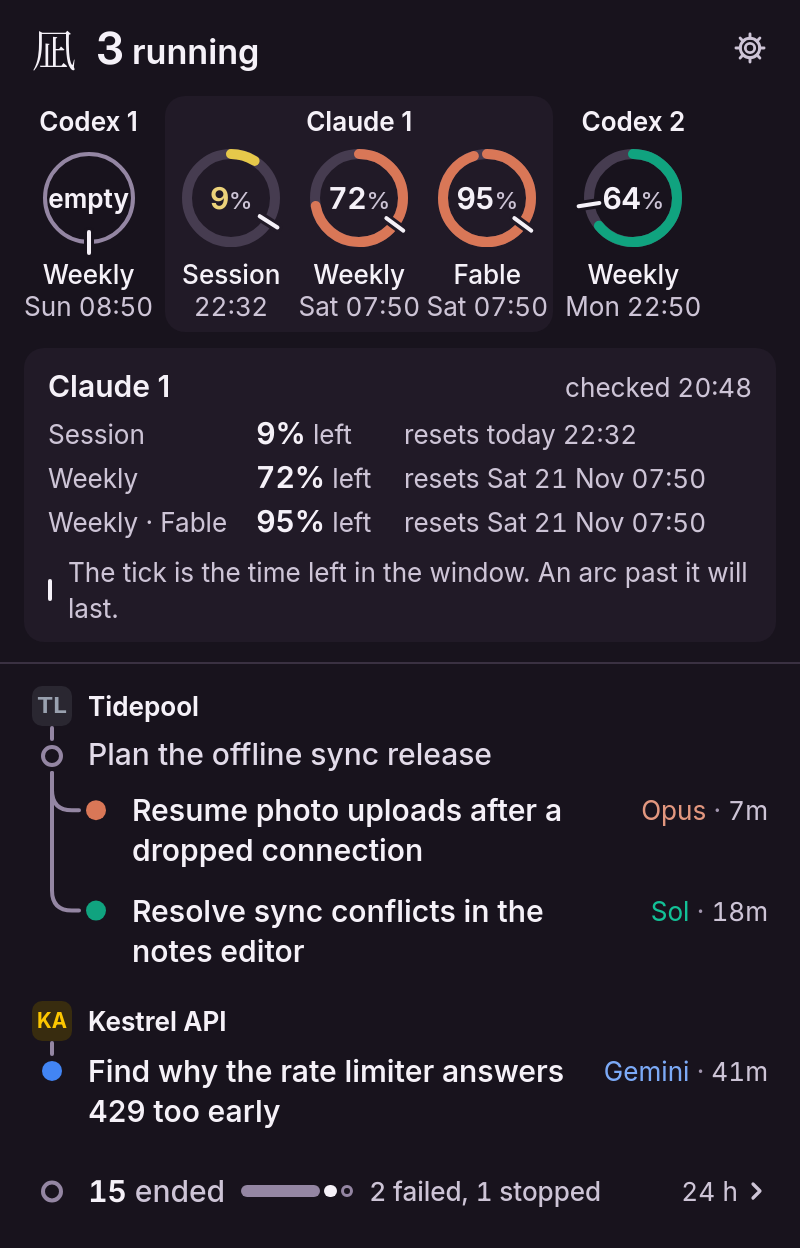 凪 3 running
Codex 1
Claude 1
Codex 2
empty
9%
72%
95%
64%
Weekly
Session
Weekly
Fable
Weekly
Sun 08:50
22:32
Sat 07:50
Sat 07:50
Mon 22:50
Claude 1 checked 20:48
Session 9% left resets today 22:32
Weekly 72% left resets Sat 21 Nov 07:50
Weekly · Fable 95% left resets Sat 21 Nov 07:50
The tick is the time left in the window. An arc past it will
last.
TL Tidepool
Plan the offline sync release
Resume photo uploads after a Opus · 7m
dropped connection
Resolve sync conflicts in the Sol · 18m
notes editor
KA Kestrel API
Find why the rate limiter answers Gemini · 41m
429 too early
15 ended 2 failed, 1 stopped 24 h